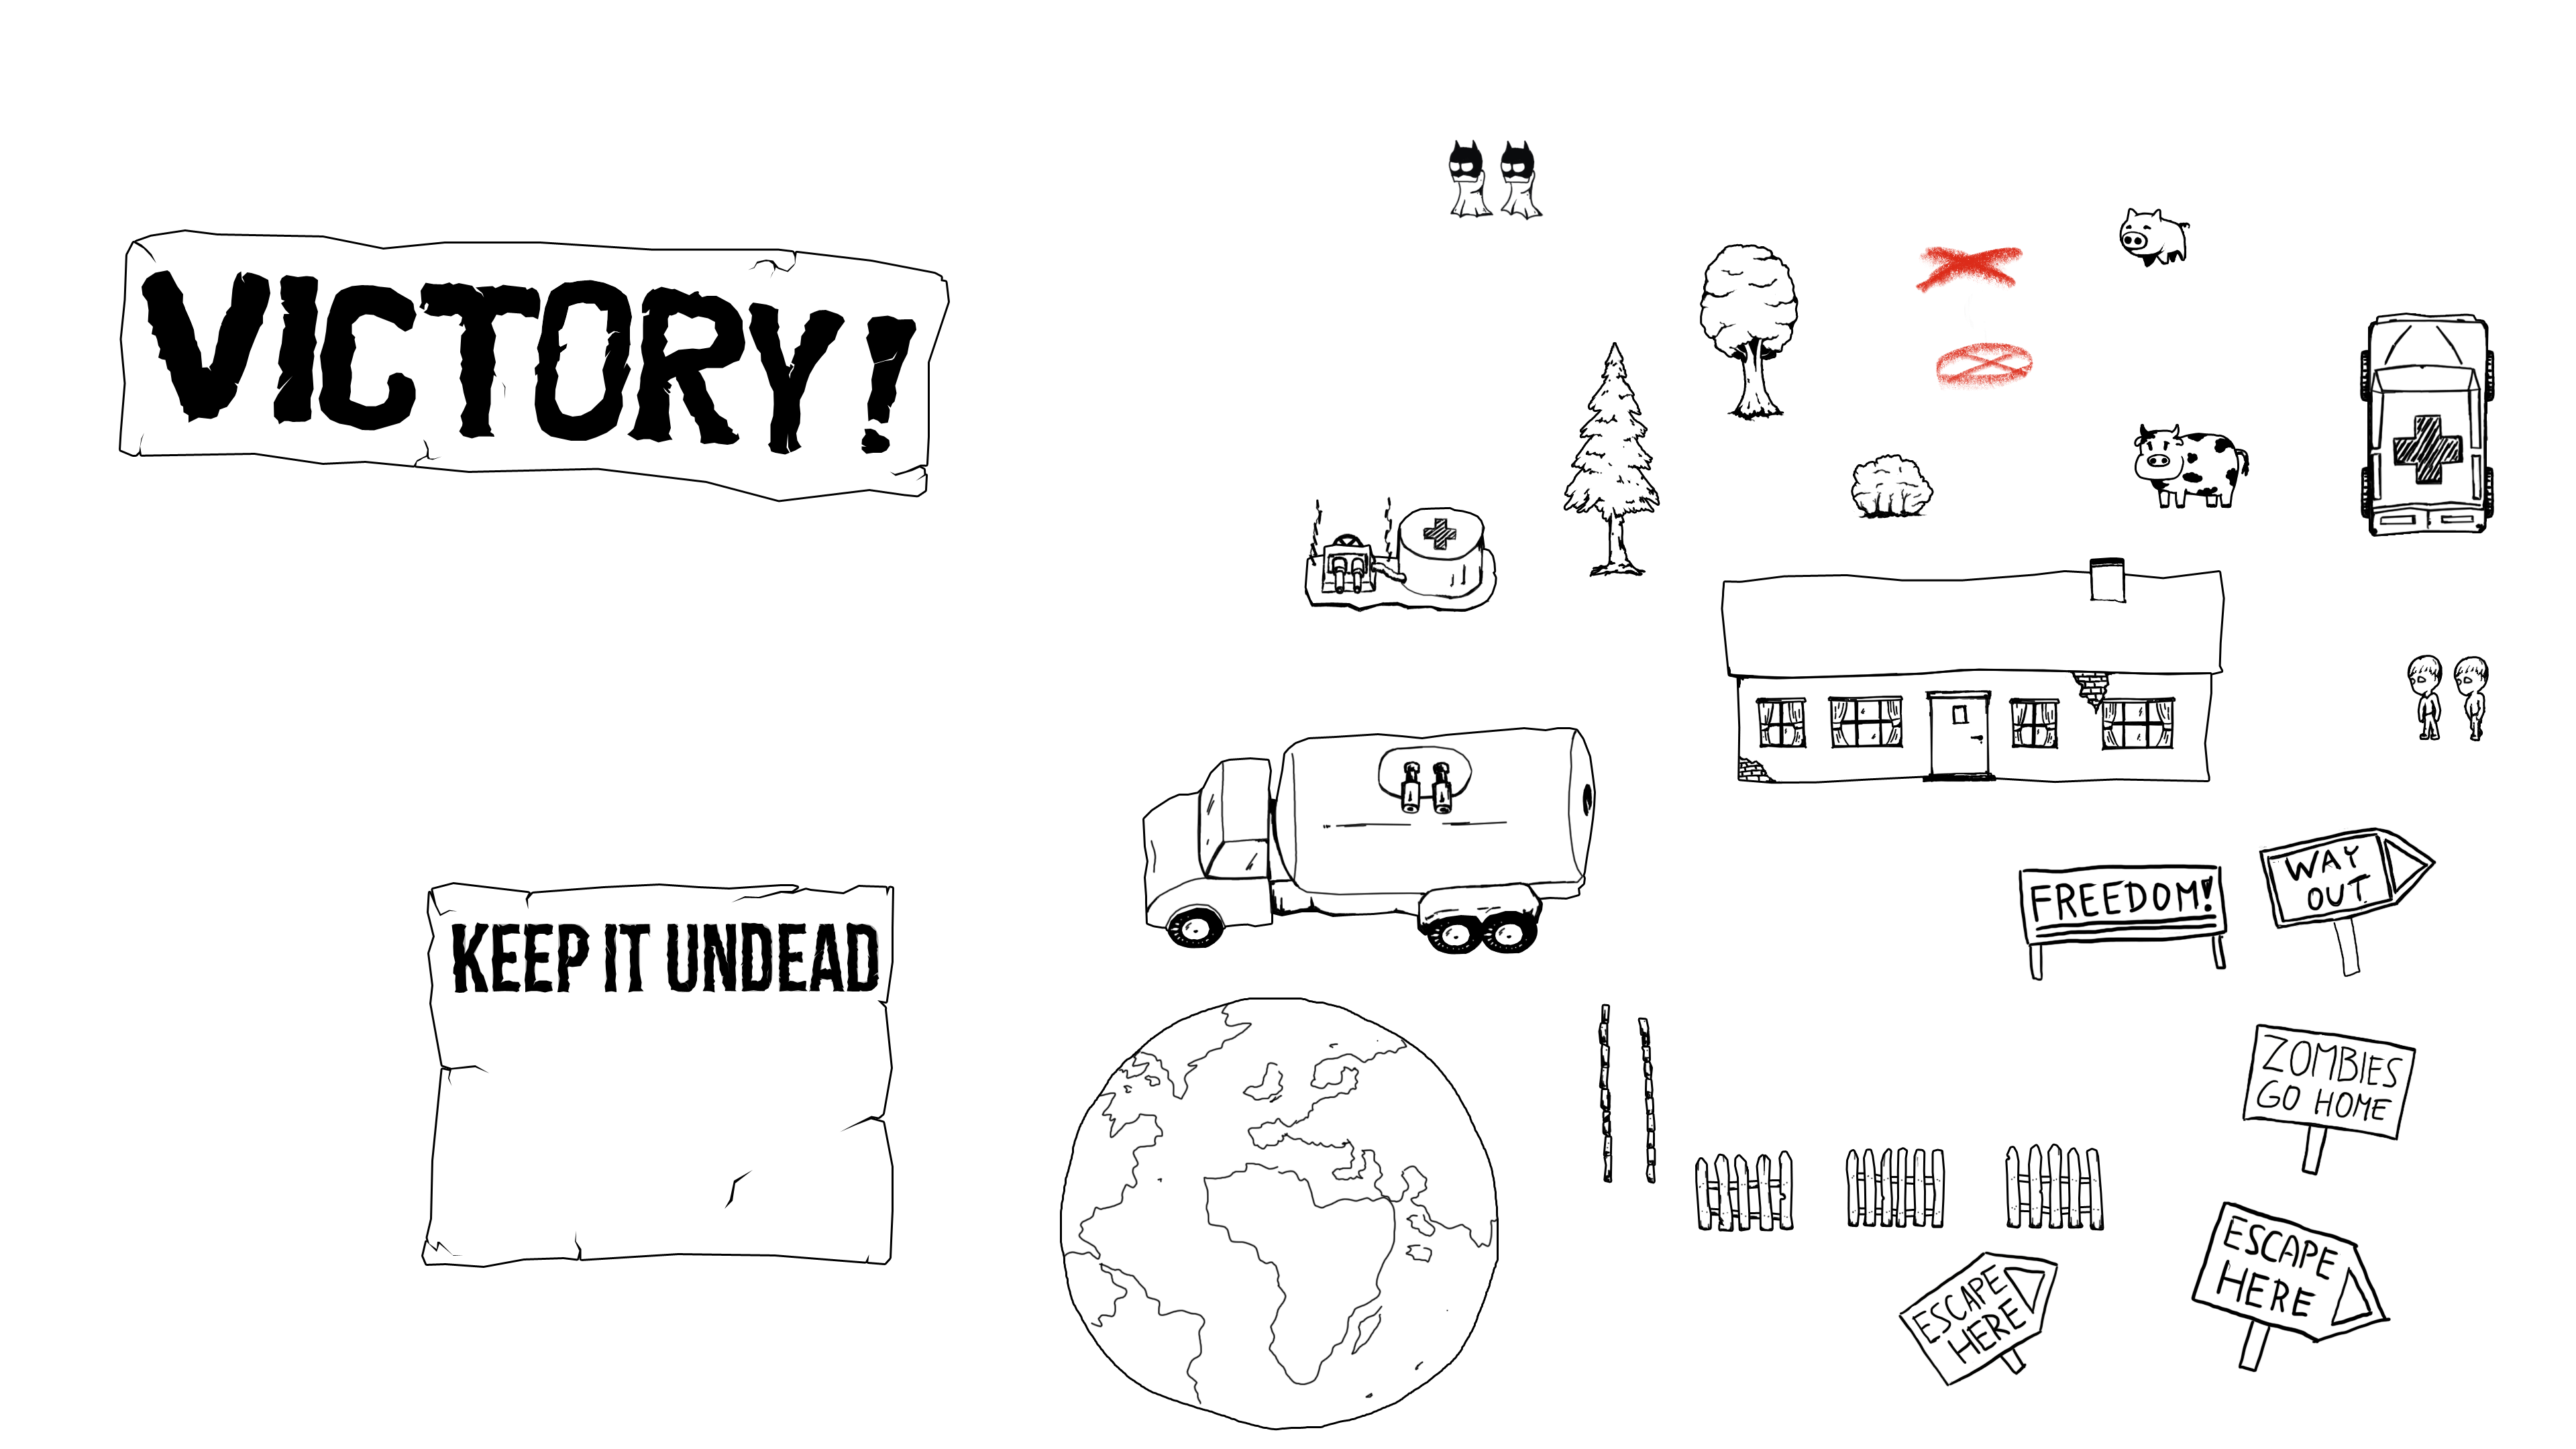 VICTORY!
KEEP IT UNDEAD
FREEDOM!
WAY
OUT
ZOMBIES
GO HOME
ESCAPE
HERE
ESCAPE
HERE